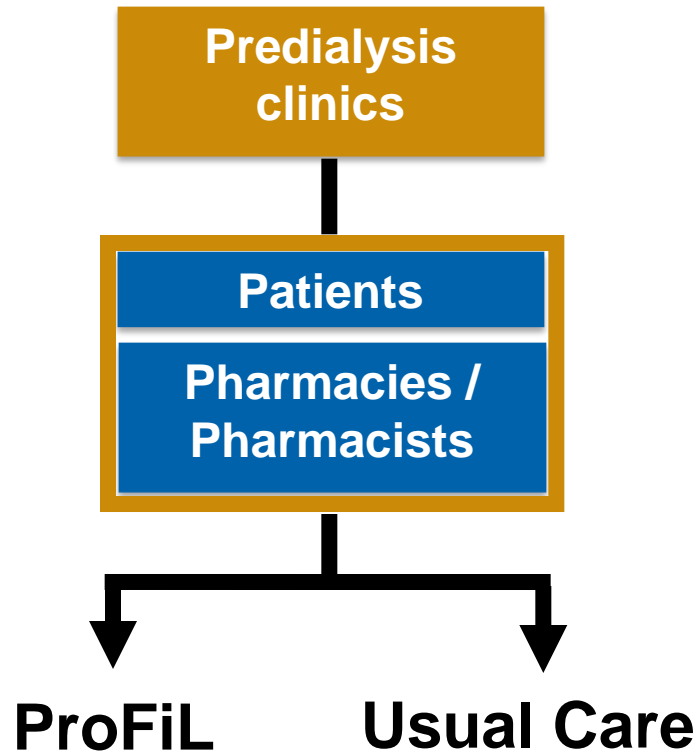 Predialysis
clinics
Patients
Pharmacies /
Pharmacists
ProFiL
Usual Care